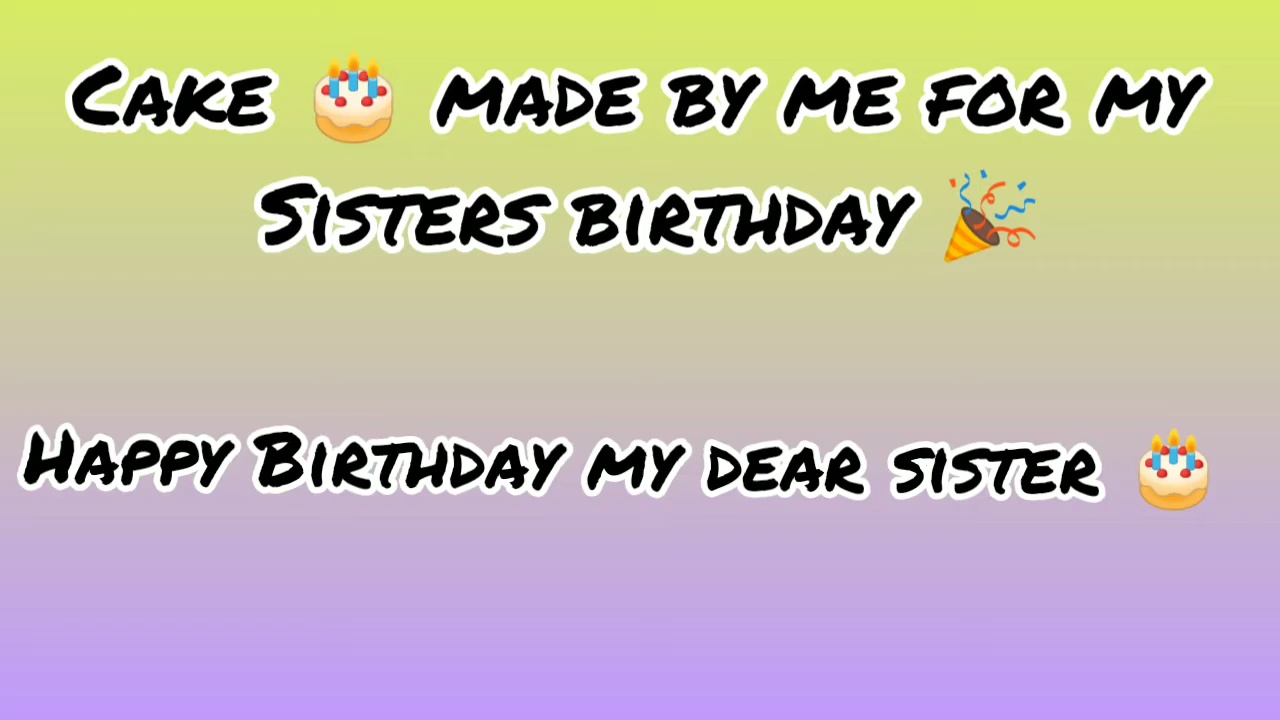 Cake 🎂 made by me for my
Sisters birthday 🎉
Happy Birthday my dear sister 🎂